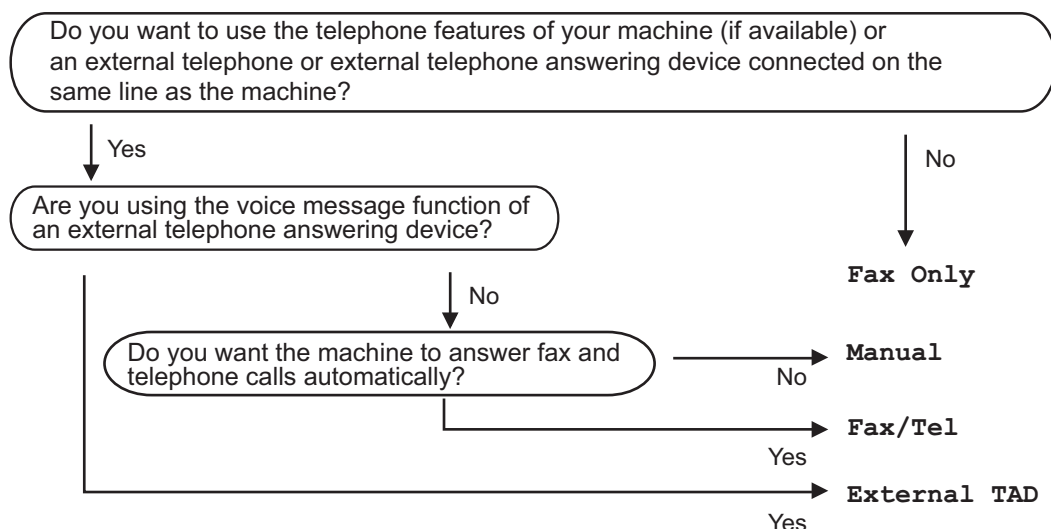 Do you want to use the telephone features of your machine (if available) or
an external telephone or external telephone answering device connected on the
same line as the machine?
Yes
No
Are you using the voice message function of
an external telephone answering device?
Fax Only
No
Do you want the machine to answer fax and
telephone calls automatically?
Manual
No
Fax/Tel
Yes
External TAD
Yes